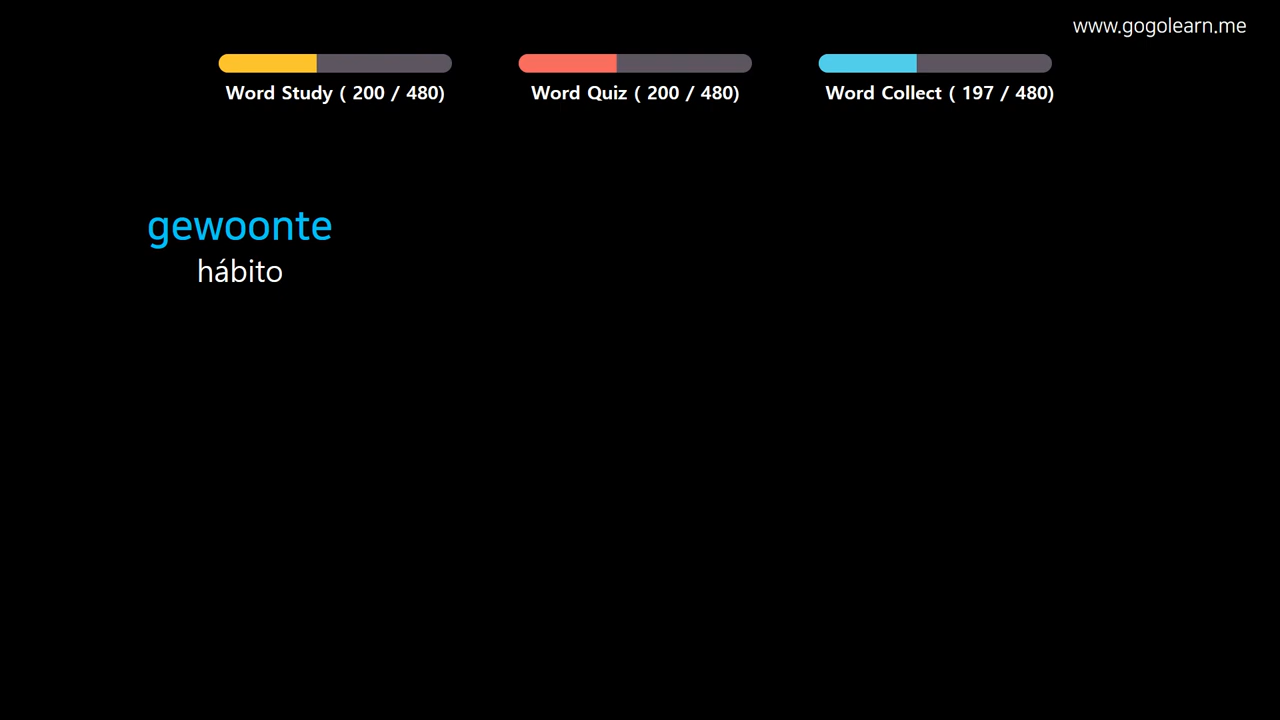 www.gogolearn.me
Word Study ( 200 / 480)
Word Quiz ( 200 / 480)
Word Collect ( 197 / 480)
gewoonte
hábito